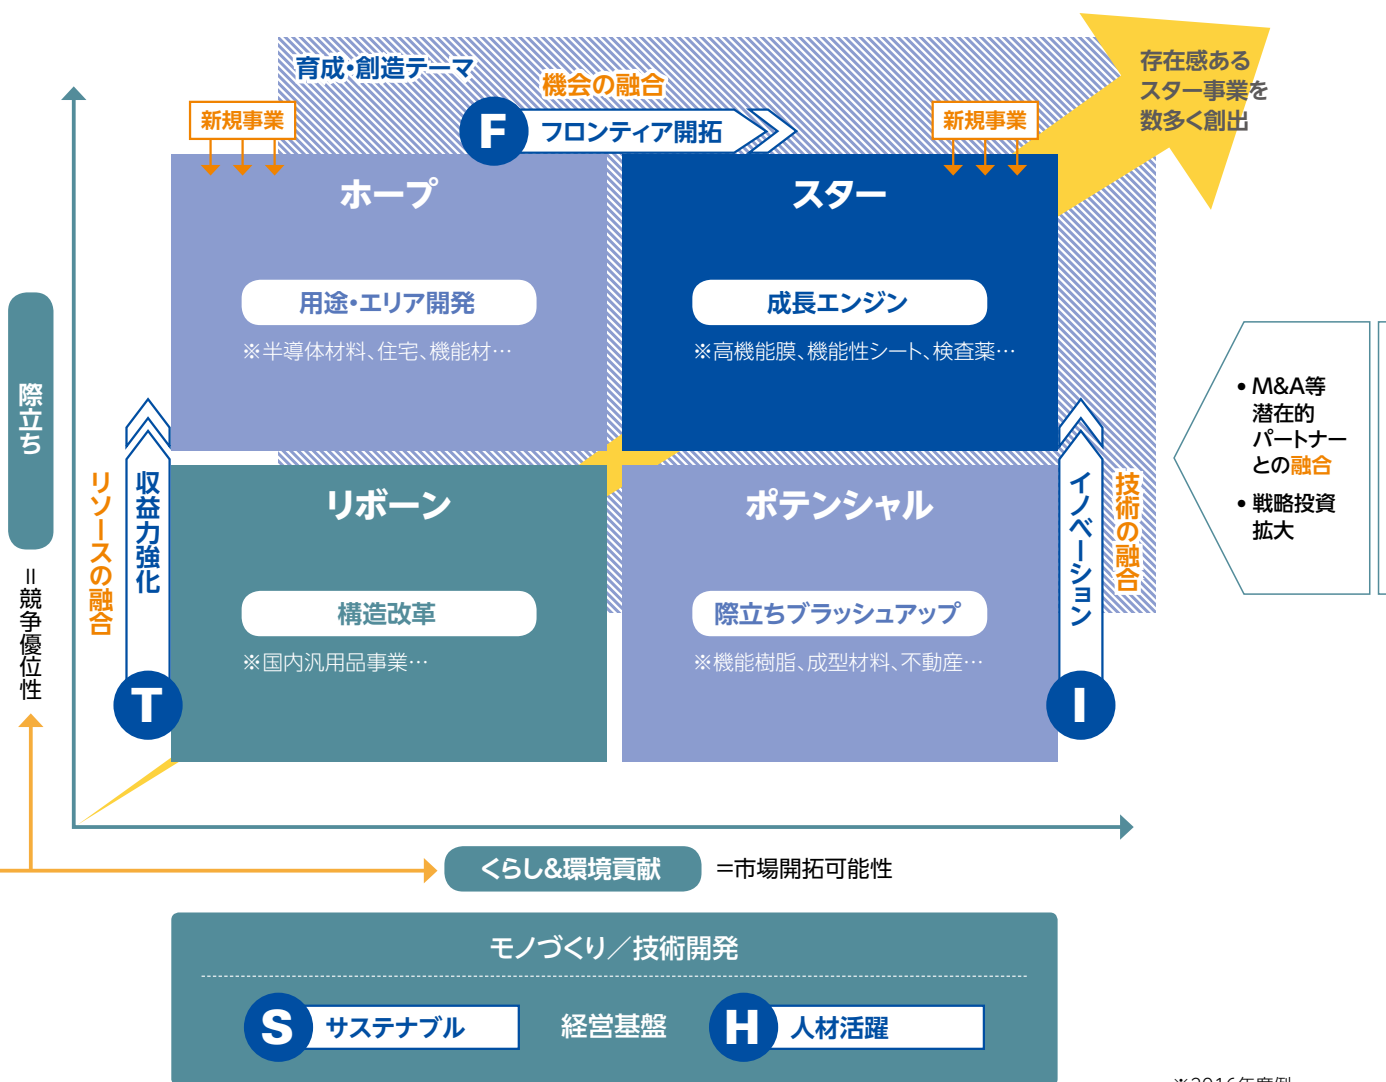 育成・創造テーマ
機会の融合
F フロンティア開拓
新規事業
新規事業
存在感ある
スター事業を
数多く創出
ホープ
用途・エリア開発
※半導体材料、住宅、機能材…
スター
成長エンジン
※高機能膜、機能性シート、検査薬…
際立ち
＝競争優位性
リソースの融合
収益力強化
T
リボーン
構造改革
※国内汎用品事業…
ポテンシャル
際立ちブラッシュアップ
※機能樹脂、成型材料、不動産…
イノベーション
I
技術の融合
• M&A等
潜在的
パートナー
との融合
• 戦略投資
拡大
くらし&環境貢献
＝市場開拓可能性
モノづくり／技術開発
S サステナブル
経営基盤
H 人材活躍
※2016年度例